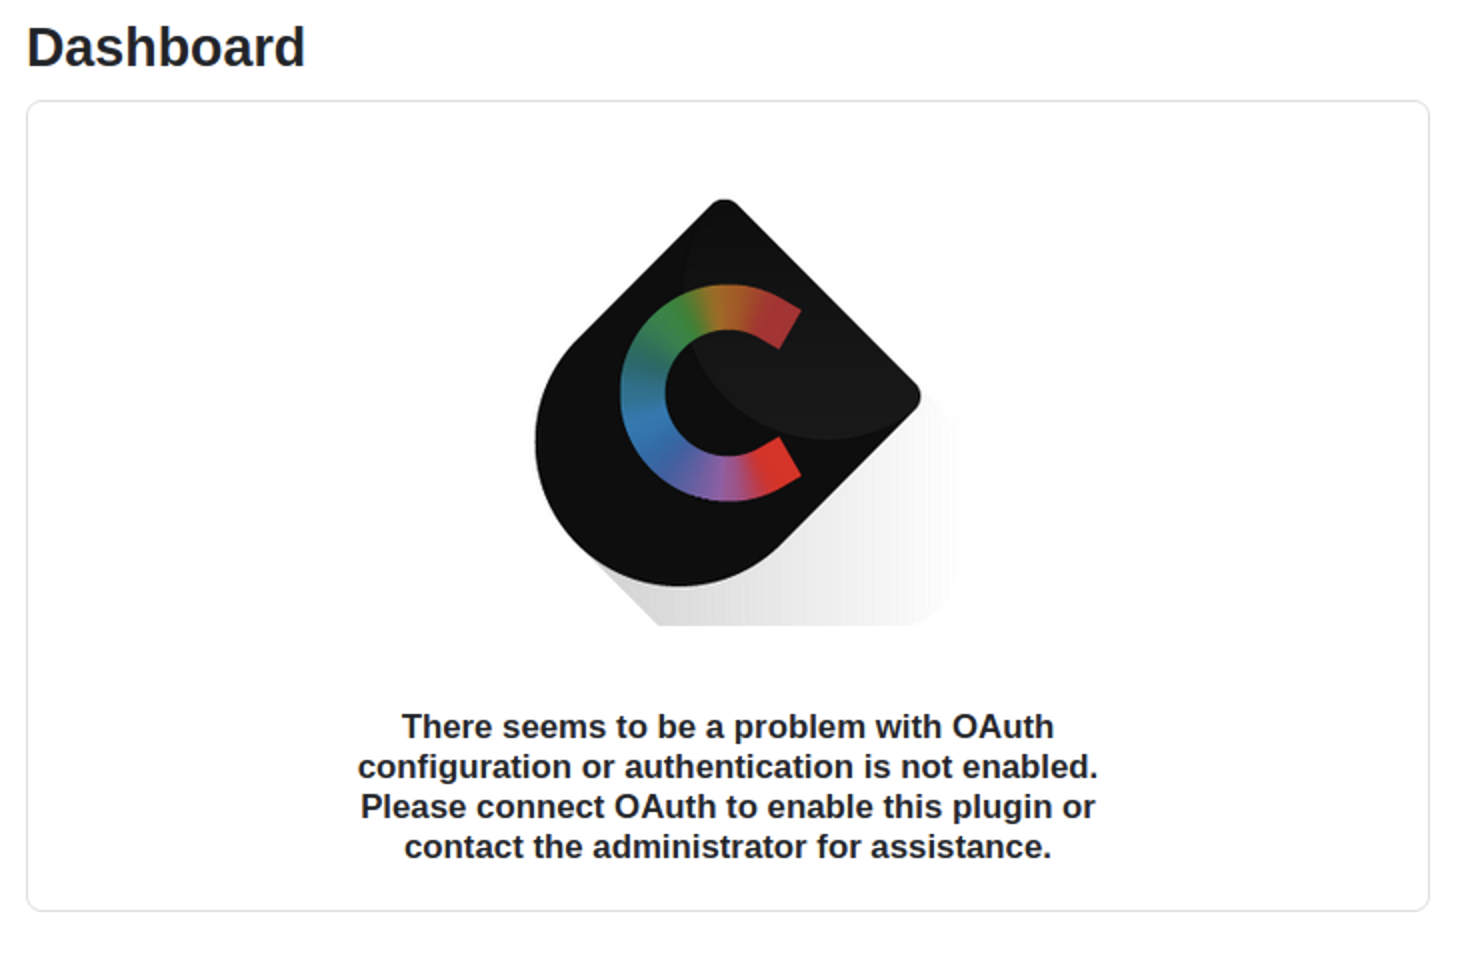 Dashboard
C
There seems to be a problem with OAuth
configuration or authentication is not enabled.
Please connect OAuth to enable this plugin or
contact the administrator for assistance.